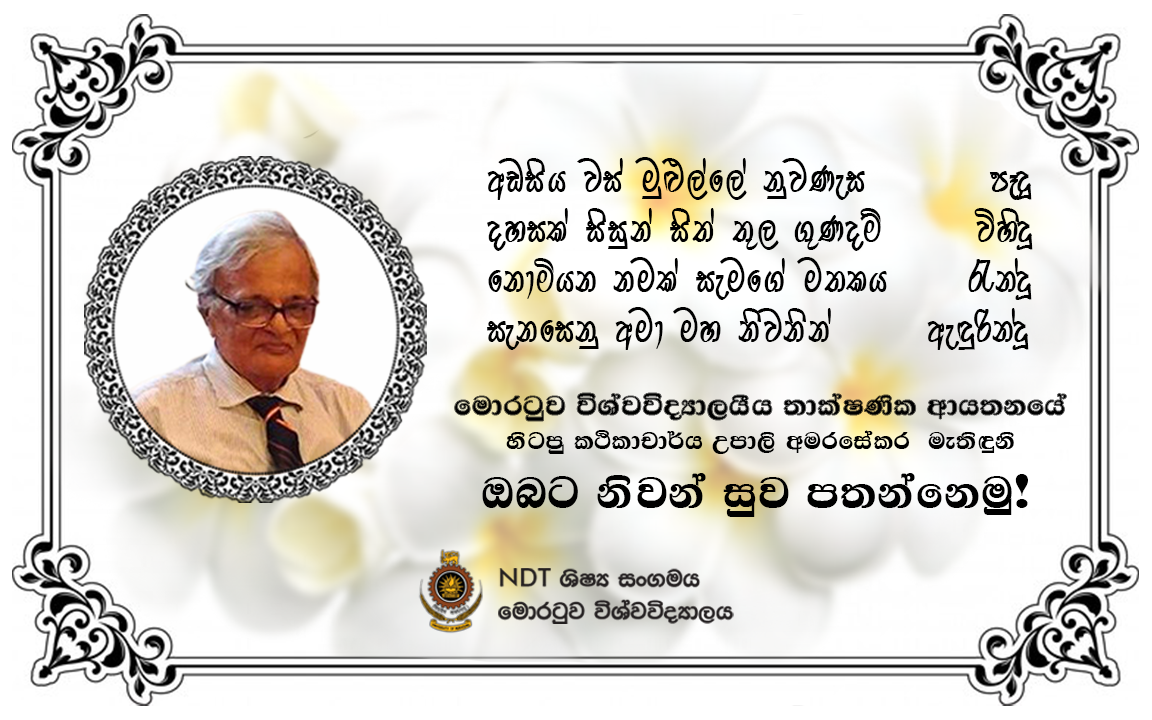 අඩසිය වස් මුළුල්ලේ නුවණැස පෑදූ
දහසක් සිසුන් සිත් තුල ගුණදම් විහිදූ
නොමියන නමක් සැමගේ මතකය රැන්දූ
සැනසෙනු අමා මහ නිවනින් ඇඳුරින්දූ
මොරටුව විශ්වවිද්‍යාලයීය තාක්ෂණික ආයතනයේ
හිටපු කථිකාචාර්ය උපාලි අමරසේකර මැතිඳුනි
ඔබට නිවන් සුව පතන්නෙමු!
NDT ශිෂ්‍ය සංගමය
මොරටුව විශ්වවිද්‍යාලය